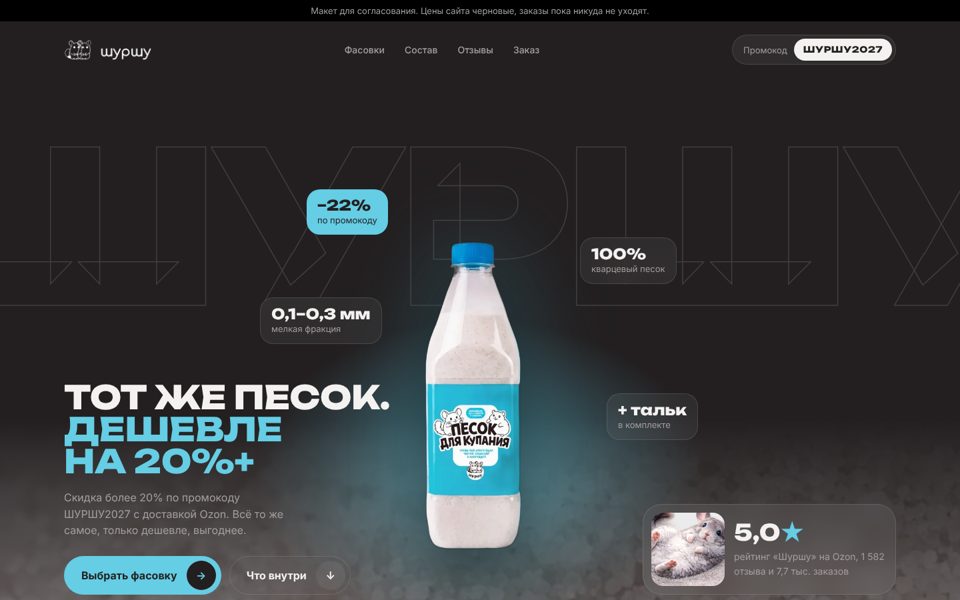 Макет для согласования. Цены сайта черновые, заказы пока никуда не уходят.
шуршу
Фасовки
Состав
Отзывы
Заказ
Промокод
ШУРШУ2027
ШУРШУ
−22%
по промокоду
100%
кварцевый песок
0,1–0,3 мм
мелкая фракция
ТОТ ЖЕ ПЕСОК.
ДЕШЕВЛЕ
НА 20%+
+ тальк
в комплекте
ПЕСОК
ДЛЯ КУПАНИЯ
Скидка более 20% по промокоду
ШУРШУ2027 с доставкой Ozon. Всё то же
самое, только дешевле, выгоднее.
5,0★
рейтинг «Шуршу» на Ozon, 1 582
отзыва и 7,7 тыс. заказов
Выбрать фасовку →
Что внутри ↓